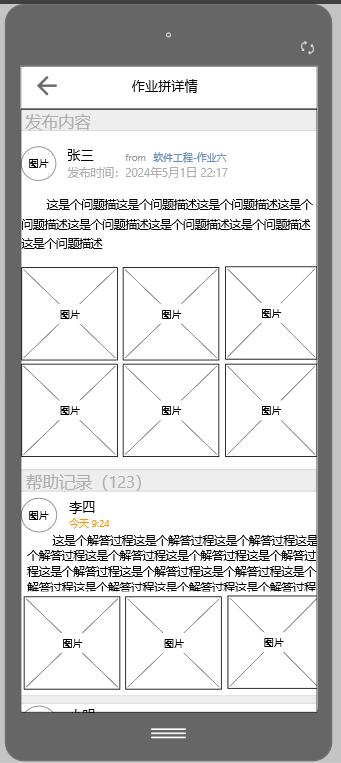 作业拼详情
发布内容
图片
张三
from 软件工程-作业六
发布时间：2024年5月1日 22:17
这是个问题描这是个问题描述这是个问题描述这是个
问题描述这是个问题描述这是个问题描述这是个问题描述
这是个问题描述
图片
图片
图片
图片
图片
图片
帮助记录（123）
图片
李四
今天 9:24
这是个解答过程这是个解答过程这是个解答过程这是
个解答过程这是个解答过程这是个解答过程这是个解答过
程这是个解答过程这是个解答过程这是个解答过程这是个
解答过程这是个解答过程这是个解答过程这是个解答过程
图片
图片
图片